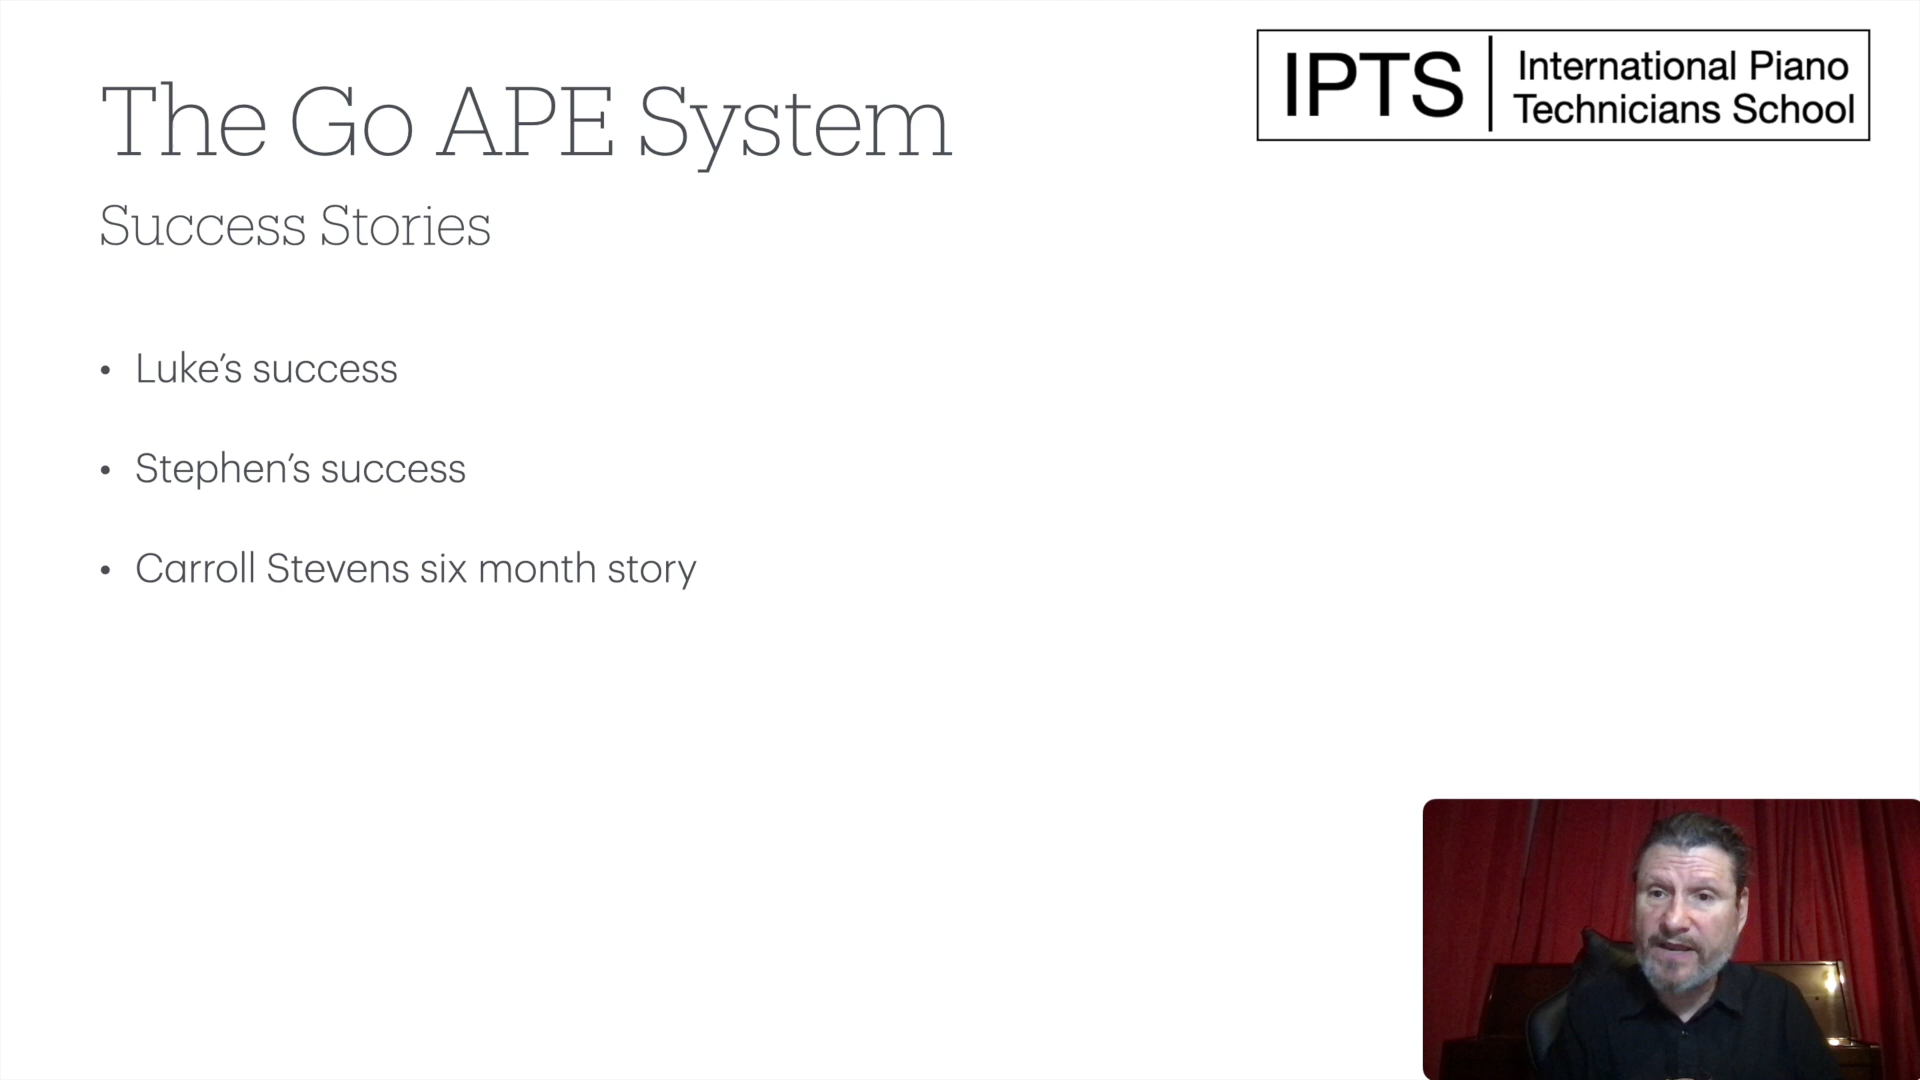 The Go APE System
Success Stories
IPTS
International Piano
Technicians School
• Luke’s success
• Stephen’s success
• Carroll Stevens six month story